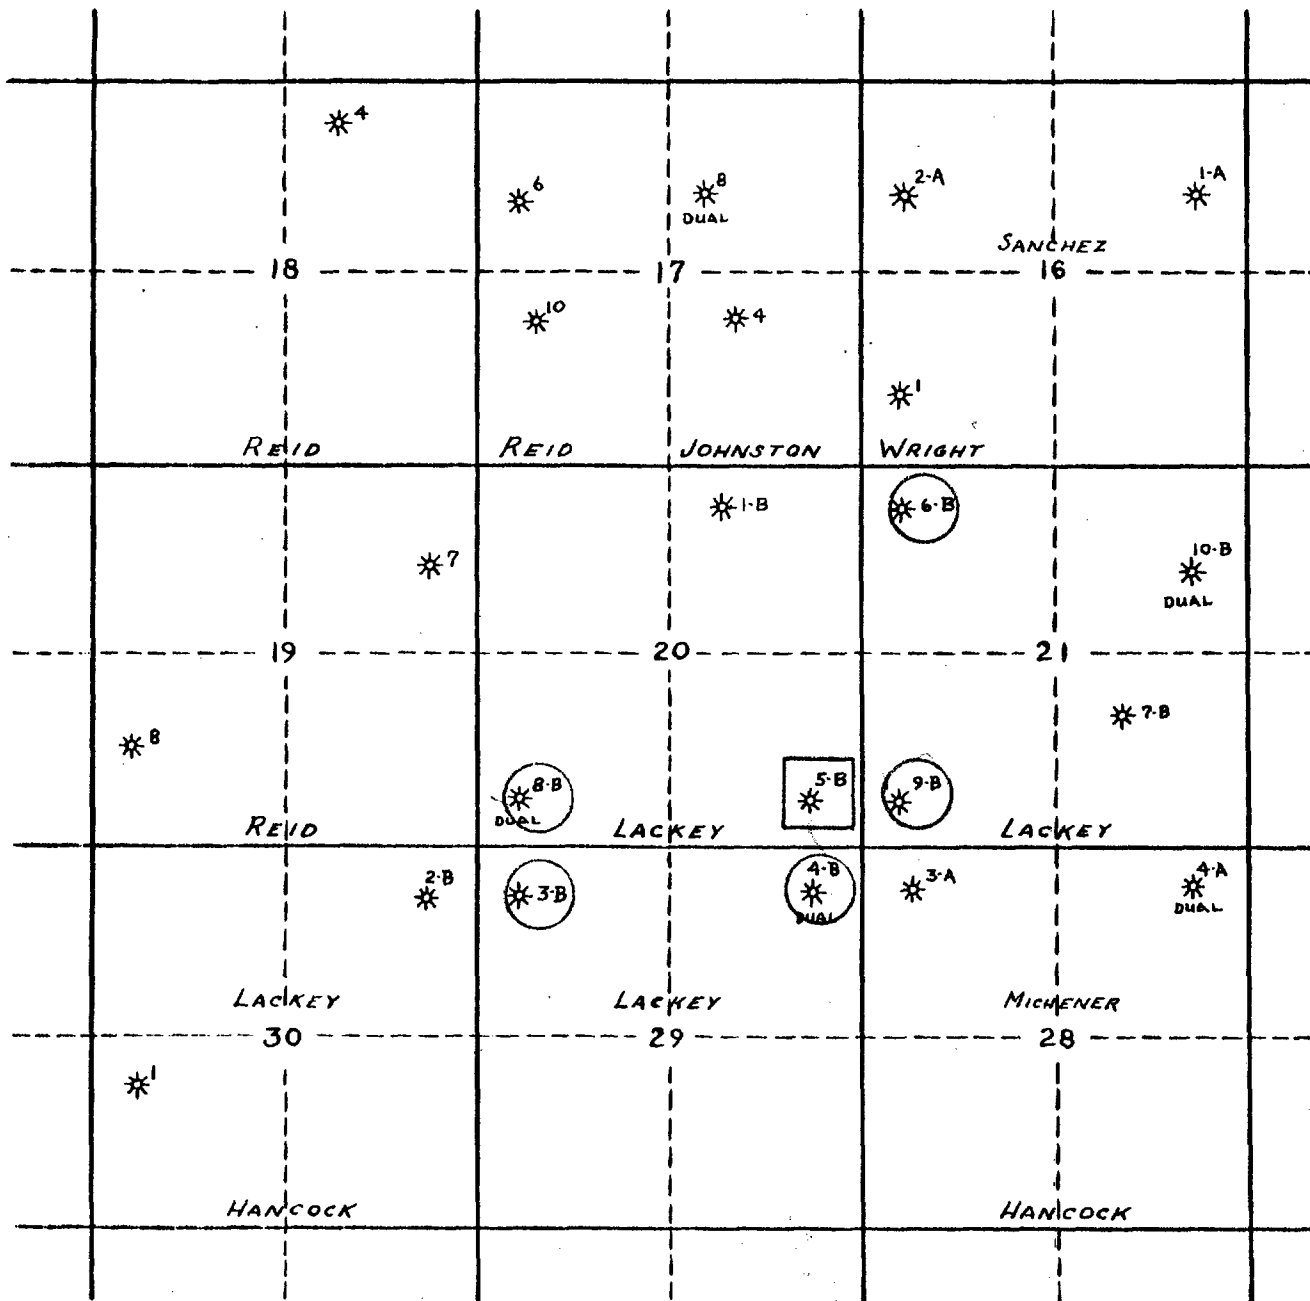 4
6
8
DUAL
2-A
1-A
SANCHEZ
18
17
16
10
4
1
REID
REID
JOHNSTON
WRIGHT
1-B
6-B
7
10-B
DUAL
19
20
21
7-B
8
8-B
DUAL
5-B
9-B
REID
LACKEY
LACKEY
2-B
3-B
4-B
DUAL
3-A
4-A
DUAL
LACKEY
LACKEY
MICHENER
30
29
28
1
HANCOCK
HANCOCK